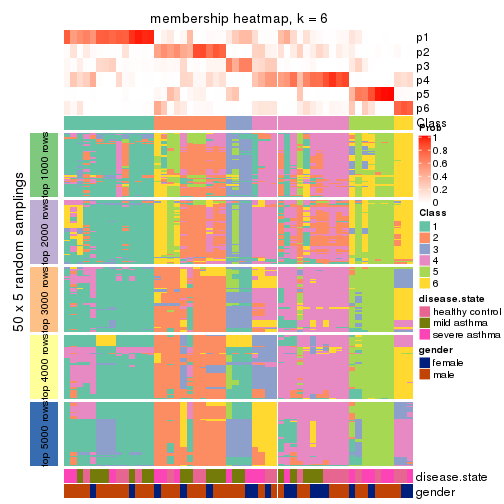 membership heatmap, k = 6
p1
p2
p3
p4
p5
p6
Class
Prob
1
0.8
0.6
0.4
0.2
0
Class
1
2
3
4
5
6
disease.state
healthy control
mild asthma
severe asthma
gender
female
male
50 x 5 random samplings
top 1000 rows
top 2000 rows
top 3000 rows
top 4000 rows
top 5000 rows
disease.state
gender